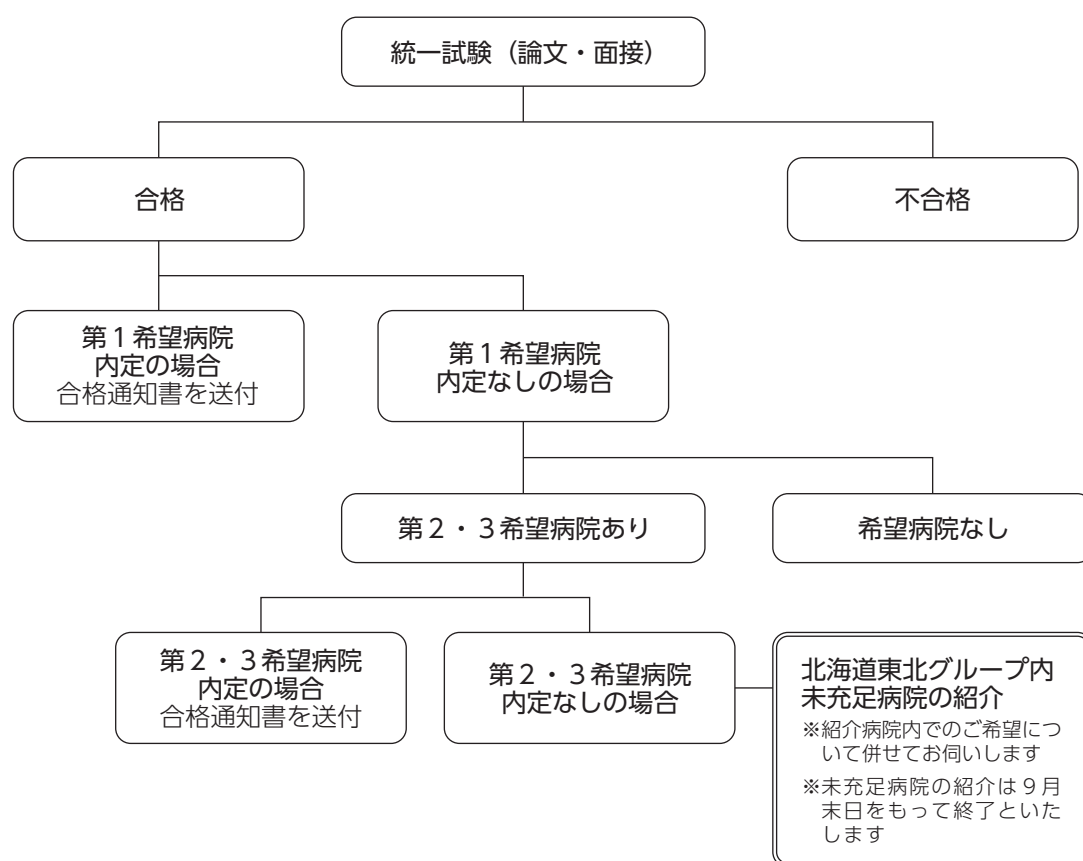 統一試験（論文・面接）
合格
不合格
第１希望病院
内定の場合
合格通知書を送付
第１希望病院
内定なしの場合
第２・３希望病院あり
希望病院なし
第２・３希望病院
内定の場合
合格通知書を送付
第２・３希望病院
内定なしの場合
北海道東北グループ内
未充足病院の紹介
※紹介病院内でのご希望につ
いて併せてお伺いします
※未充足病院の紹介は９月
末日をもって終了といた
します